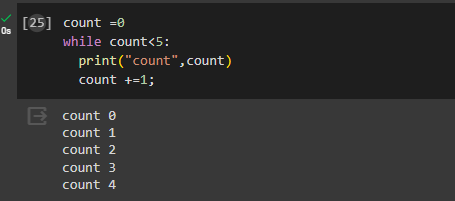 [25] count =0
while count<5:
  print("count",count)
  count +=1;
0s
count 0
count 1
count 2
count 3
count 4